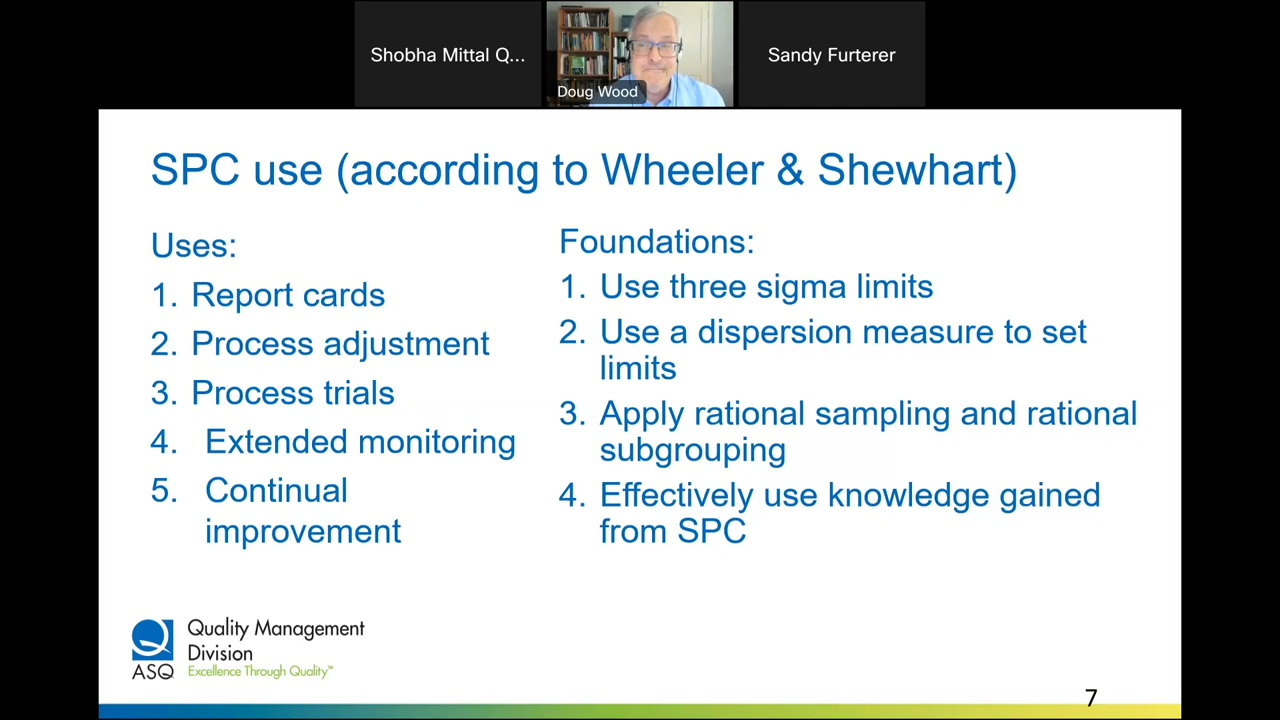 Shobha Mittal Q...
Doug Wood
Sandy Furterer
SPC use (according to Wheeler & Shewhart)
Uses:
1. Report cards
2. Process adjustment
3. Process trials
4. Extended monitoring
5. Continual
improvement
Foundations:
1. Use three sigma limits
2. Use a dispersion measure to set
limits
3. Apply rational sampling and rational
subgrouping
4. Effectively use knowledge gained
from SPC
ASQ
Quality Management
Division
Excellence Through Quality™
7